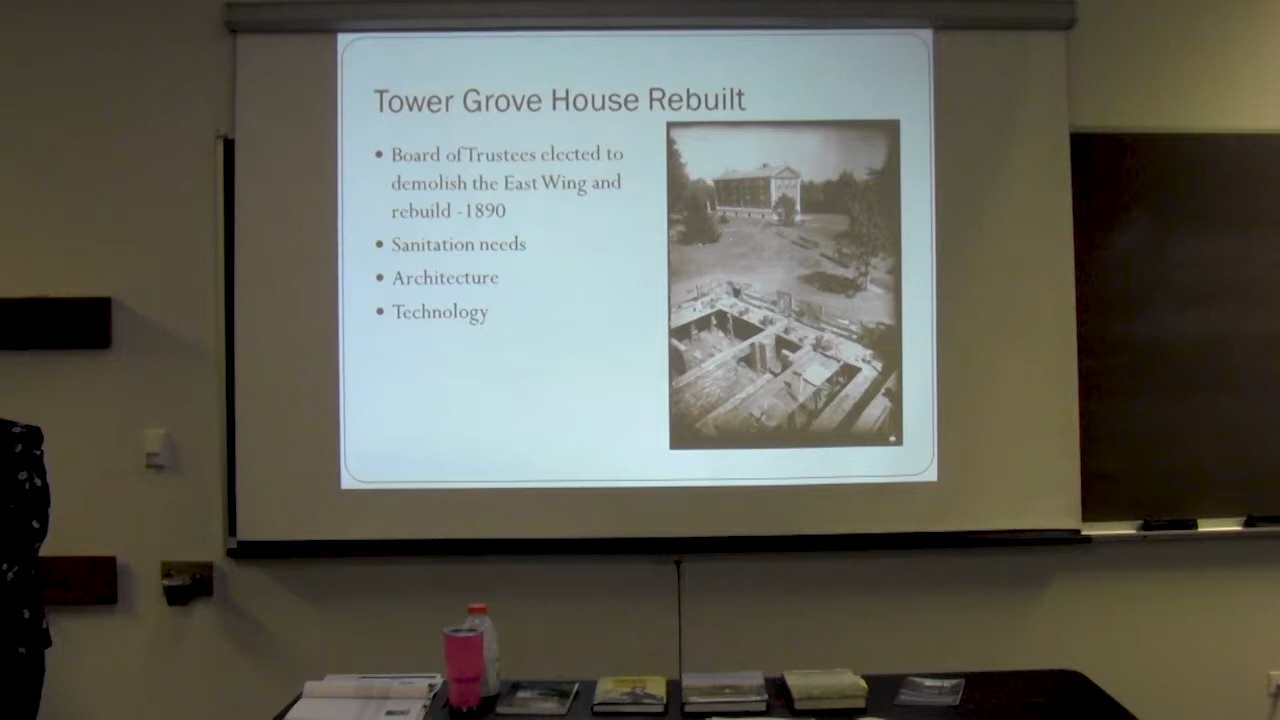 Tower Grove House Rebuilt
• Board of Trustees elected to
demolish the East Wing and
rebuild -1890
• Sanitation needs
• Architecture
• Technology